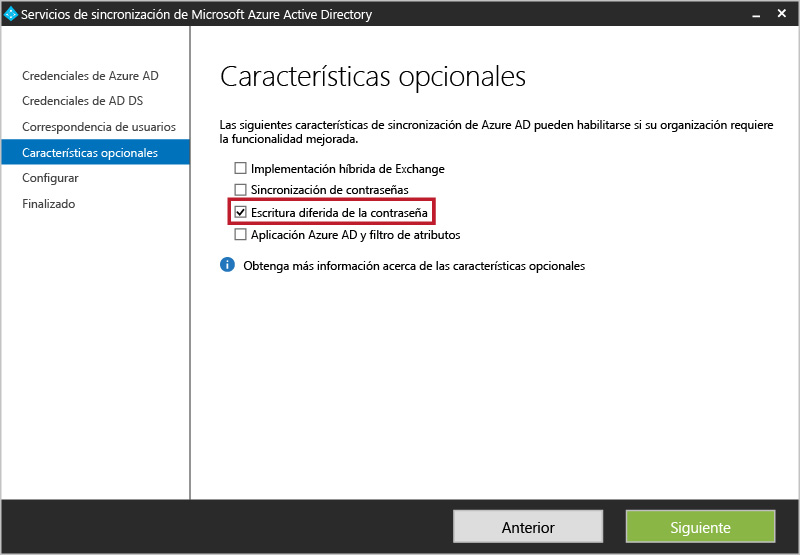 Servicios de sincronización de Microsoft Azure Active Directory
Credenciales de Azure AD
Credenciales de AD DS
Correspondencia de usuarios
Características opcionales
Configurar
Finalizado
Características opcionales
Las siguientes características de sincronización de Azure AD pueden habilitarse si su organización requiere
la funcionalidad mejorada.
Implementación híbrida de Exchange
Sincronización de contraseñas
Escritura diferida de la contraseña
Aplicación Azure AD y filtro de atributos
Obtenga más información acerca de las características opcionales
Anterior
Siguiente